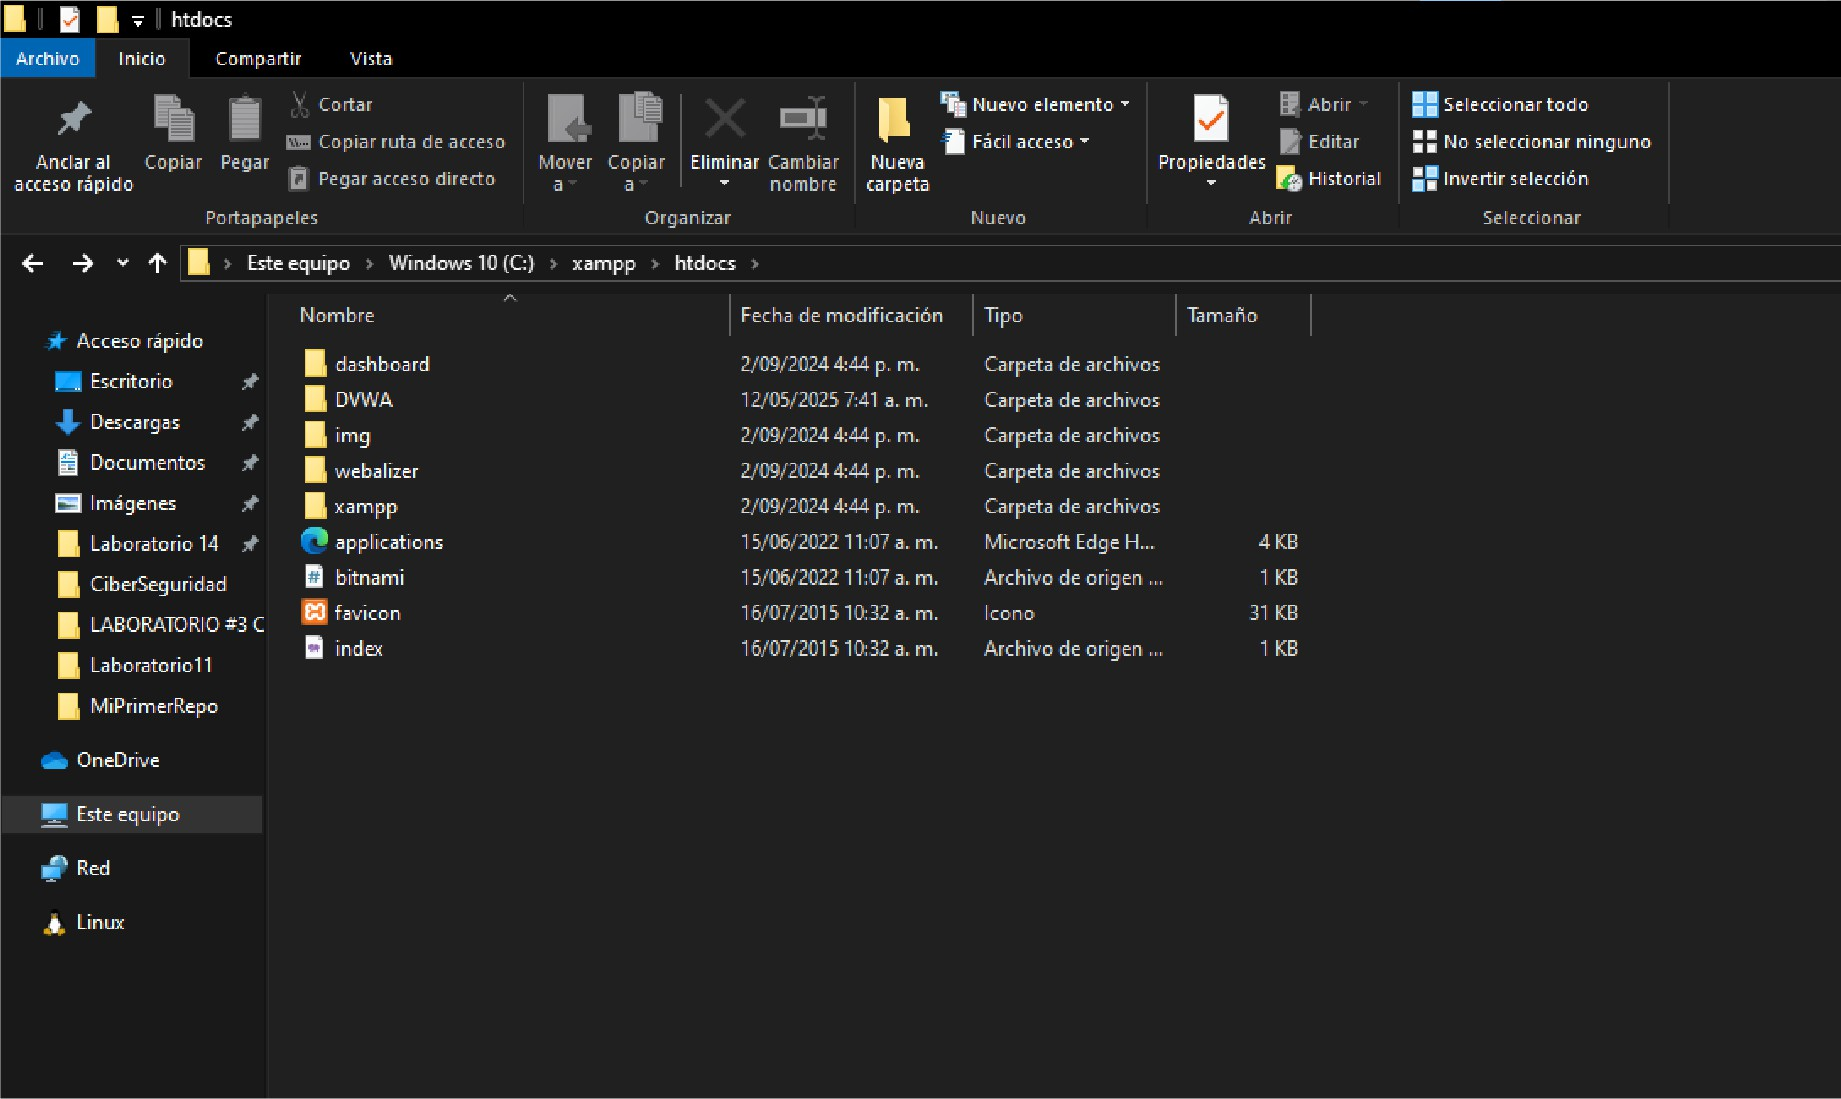 htdocs
Archivo Inicio Compartir Vista
Anclar al acceso rápido
Copiar
Pegar
Cortar
Copiar ruta de acceso
Pegar acceso directo
Portapapeles
Mover a
Copiar a
Eliminar
Cambiar nombre
Organizar
Nueva carpeta
Nuevo elemento
Fácil acceso
Nuevo
Propiedades
Abrir
Editar
Historial
Abrir
Seleccionar todo
No seleccionar ninguno
Invertir selección
Seleccionar
Este equipo > Windows 10 (C:) > xampp > htdocs >
Acceso rápido
Escritorio
Descargas
Documentos
Imágenes
Laboratorio 14
CiberSeguridad
LABORATORIO #3 C
Laboratorio11
MiPrimerRepo
OneDrive
Este equipo
Red
Linux
Nombre Fecha de modificación Tipo Tamaño
dashboard 2/09/2024 4:44 p. m. Carpeta de archivos
DVWA 12/05/2025 7:41 a. m. Carpeta de archivos
img 2/09/2024 4:44 p. m. Carpeta de archivos
webalizer 2/09/2024 4:44 p. m. Carpeta de archivos
xampp 2/09/2024 4:44 p. m. Carpeta de archivos
applications 15/06/2022 11:07 a. m. Microsoft Edge H... 4 KB
bitnami 15/06/2022 11:07 a. m. Archivo de origen ... 1 KB
favicon 16/07/2015 10:32 a. m. Icono 31 KB
index 16/07/2015 10:32 a. m. Archivo de origen ... 1 KB